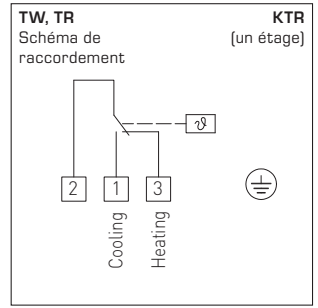 TW, TR KTR
Schéma de (un étage)
raccordement
ϑ
2 1 3
Cooling
Heating